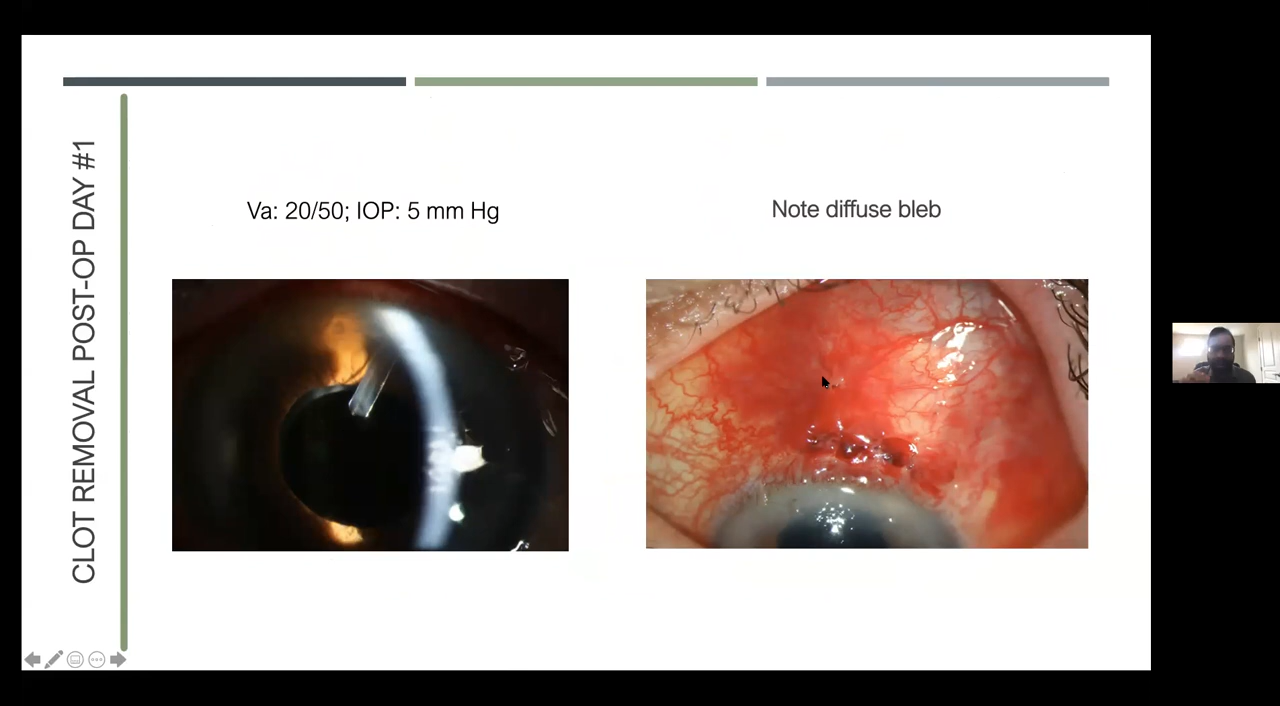 CLOT REMOVAL POST-OP DAY #1
Va: 20/50; IOP: 5 mm Hg
Note diffuse bleb